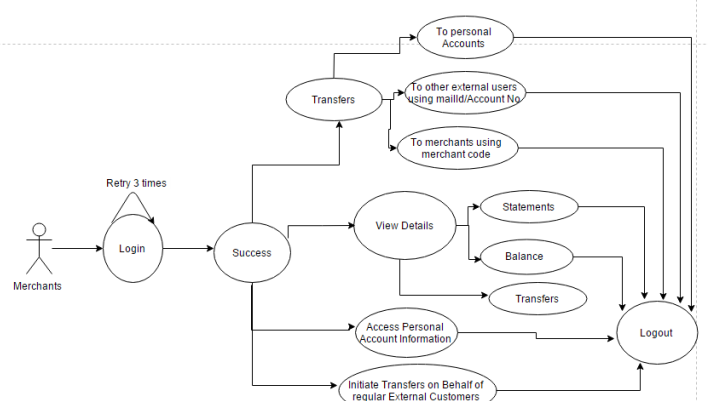 To personal
Accounts
Transfers
To other external users
using mailId/Account No
To merchants using
merchant code
Retry 3 times
Login
Success
View Details
Statements
Balance
Transfers
Merchants
Access Personal
Account Information
Logout
Initiate Transfers on Behalf of
regular External Customers